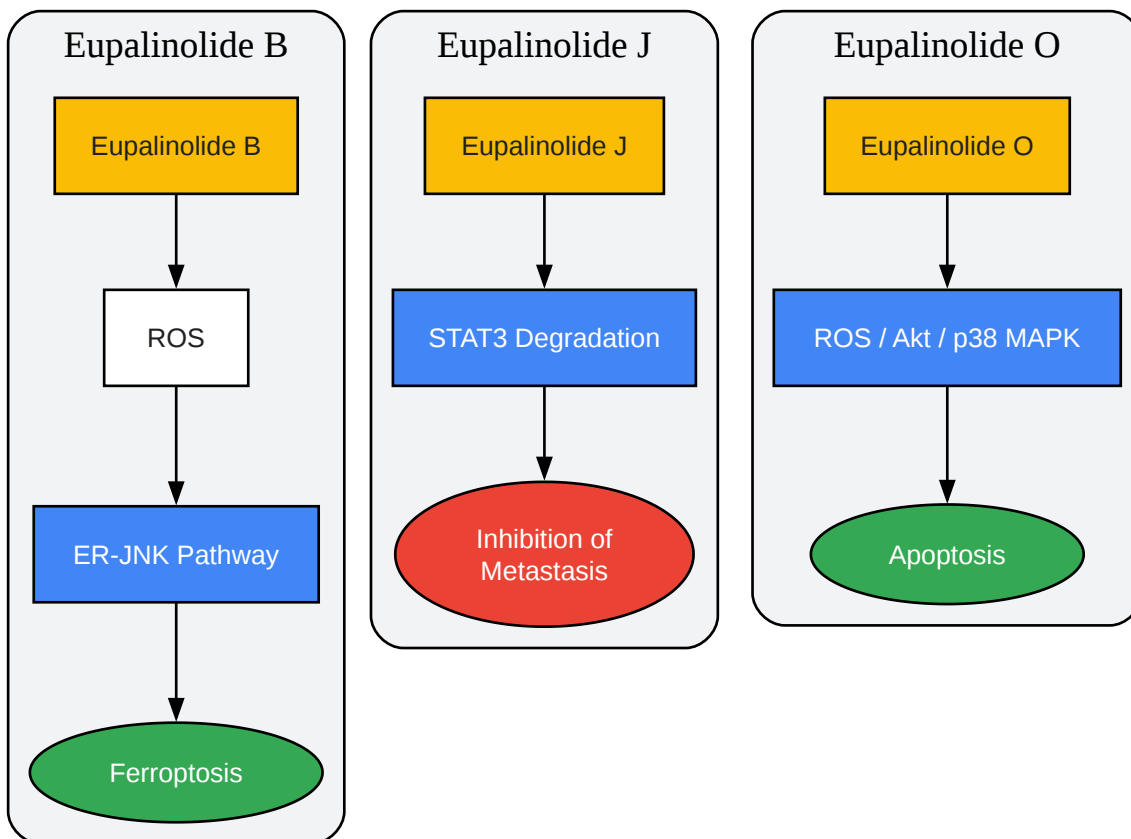 Eupalinolide B
Eupalinolide B
ROS
ER-JNK Pathway
Ferroptosis
Eupalinolide J
Eupalinolide J
STAT3 Degradation
Inhibition of
Metastasis
Eupalinolide O
Eupalinolide O
ROS / Akt / p38 MAPK
Apoptosis